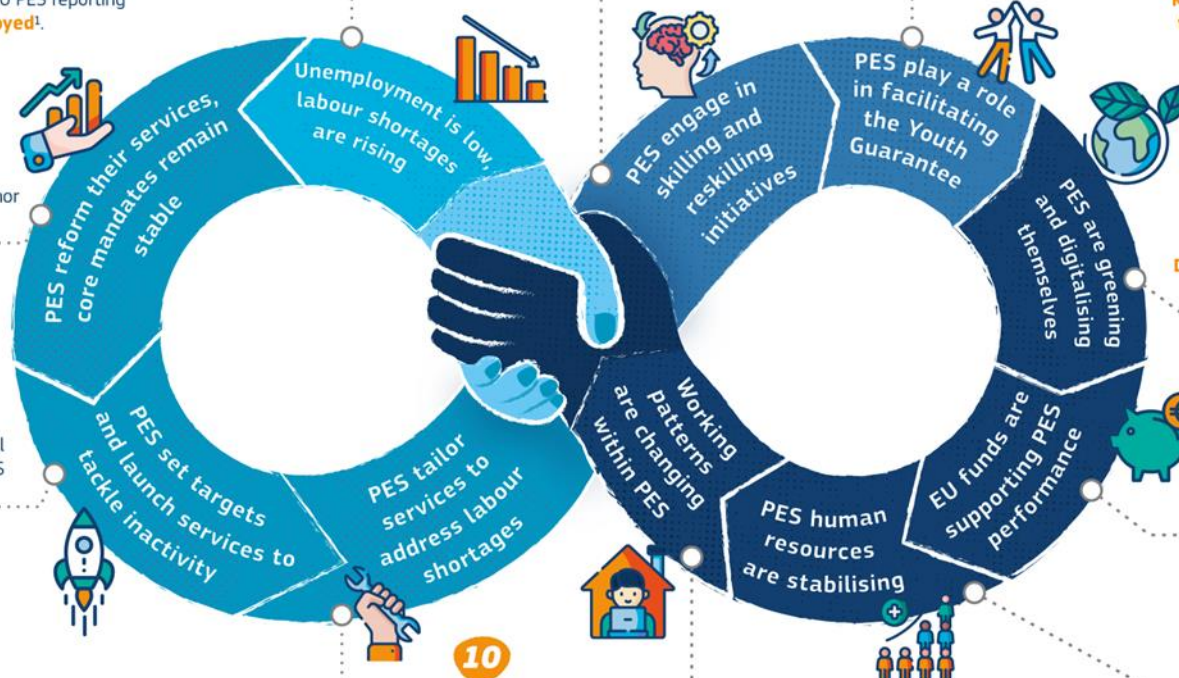 PES reporting
oyed¹.
Unemployment is low,
labour shortages
are rising
PES reform their services,
core mandates remain
stable
PES set targets
and launch services to
tackle inactivity
PES tailor
services to
address labour
shortages
PES engage in
skilling and
reskilling
initiatives
PES play a role
in facilitating
the Youth
Guarantee
PES are greening
and digitalising
themselves
EU funds are
supporting PES
performance
PES human
resources
are stabilising
Working
patterns
are changing
within PES
10